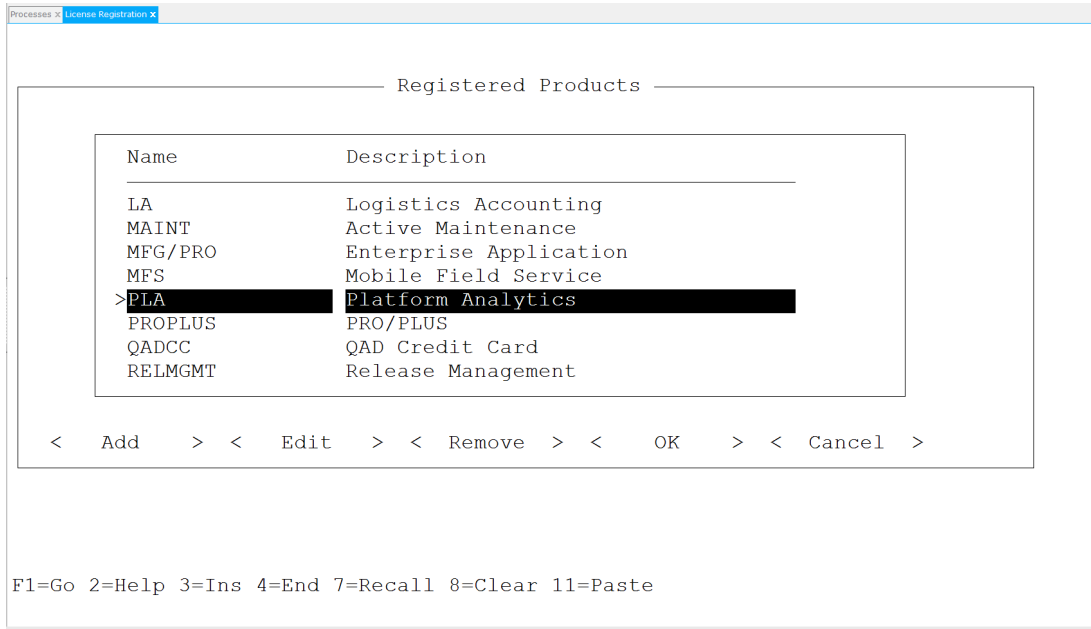 Processes x License Registration x
Registered Products
Name Description
LA Logistics Accounting
MAINT Active Maintenance
MFG/PRO Enterprise Application
MFS Mobile Field Service
>PLA Platform Analytics
PROPLUS PRO/PLUS
QADCC QAD Credit Card
RELMGMT Release Management
< Add > < Edit > < Remove > < OK > < Cancel >
F1=Go 2=Help 3=Ins 4=End 7=Recall 8=Clear 11=Paste